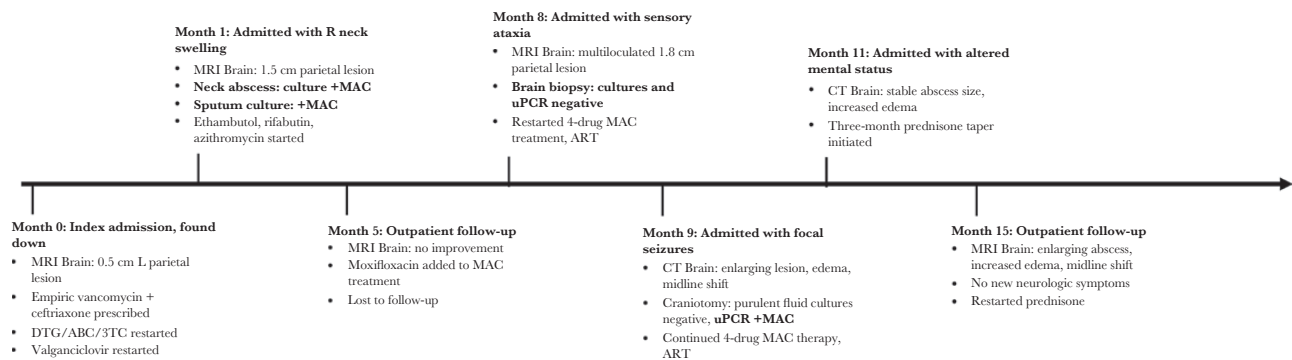 Month 1: Admitted with R neck
swelling
• MRI Brain: 1.5 cm parietal lesion
• Neck abscess: culture +MAC
• Sputum culture: +MAC
• Ethambutol, rifabutin,
azithromycin started
Month 8: Admitted with sensory
ataxia
• MRI Brain: multiloculated 1.8 cm
parietal lesion
• Brain biopsy: cultures and
uPCR negative
• Restarted 4-drug MAC
treatment, ART
Month 11: Admitted with altered
mental status
• CT Brain: stable abscess size,
increased edema
• Three-month prednisone taper
initiated
Month 0: Index admission, found
down
• MRI Brain: 0.5 cm L parietal
lesion
• Empiric vancomycin +
ceftriaxone prescribed
• DTG/ABC/3TC restarted
• Valganciclovir restarted
Month 5: Outpatient follow-up
• MRI Brain: no improvement
• Moxifloxacin added to MAC
treatment
• Lost to follow-up
Month 9: Admitted with focal
seizures
• CT Brain: enlarging lesion, edema,
midline shift
• Craniotomy: purulent fluid cultures
negative, uPCR +MAC
• Continued 4-drug MAC therapy,
ART
Month 15: Outpatient follow-up
• MRI Brain: enlarging abscess,
increased edema, midline shift
• No new neurologic symptoms
• Restarted prednisone